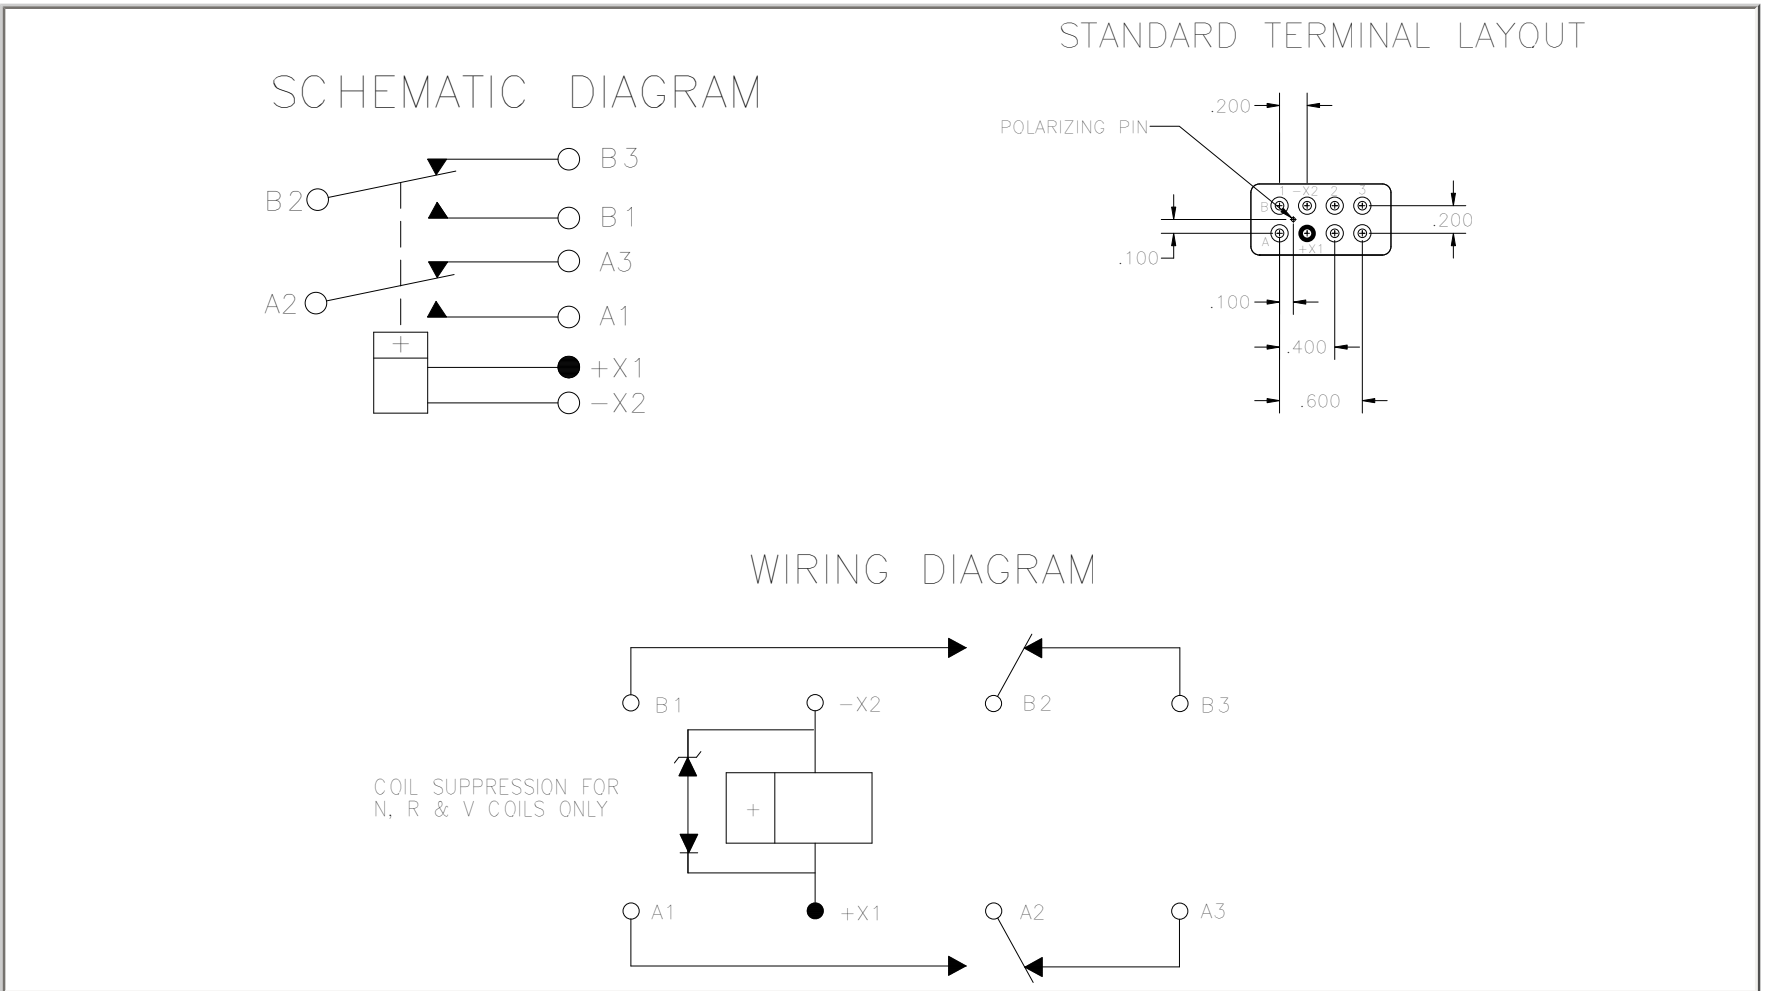 STANDARD TERMINAL LAYOUT
SCHEMATIC DIAGRAM
.200
POLARIZING PIN
B3
B2
B1
A3
A2
A1
+
+X1
-X2
1 -X2 2 3
B
A
+X1
.200
.100
.100
.400
.600
WIRING DIAGRAM
B1
-X2
B2
B3
COIL SUPPRESSION FOR
N, R & V COILS ONLY
+
A1
+X1
A2
A3